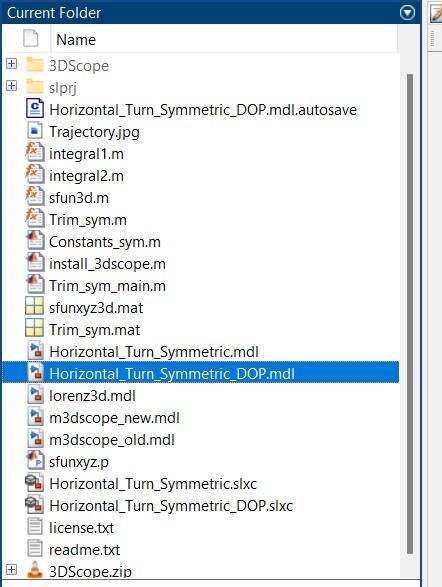 Current Folder
Name
3DScope
slprj
Horizontal_Turn_Symmetric_DOP.mdl.autosave
Trajectory.jpg
integral1.m
integral2.m
sfun3d.m
Trim_sym.m
Constants_sym.m
install_3dscope.m
Trim_sym_main.m
sfunxyz3d.mat
Trim_sym.mat
Horizontal_Turn_Symmetric.mdl
Horizontal_Turn_Symmetric_DOP.mdl
lorenz3d.mdl
m3dscope_new.mdl
m3dscope_old.mdl
sfunxyz.p
Horizontal_Turn_Symmetric.slxc
Horizontal_Turn_Symmetric_DOP.slxc
license.txt
readme.txt
3DScope.zip